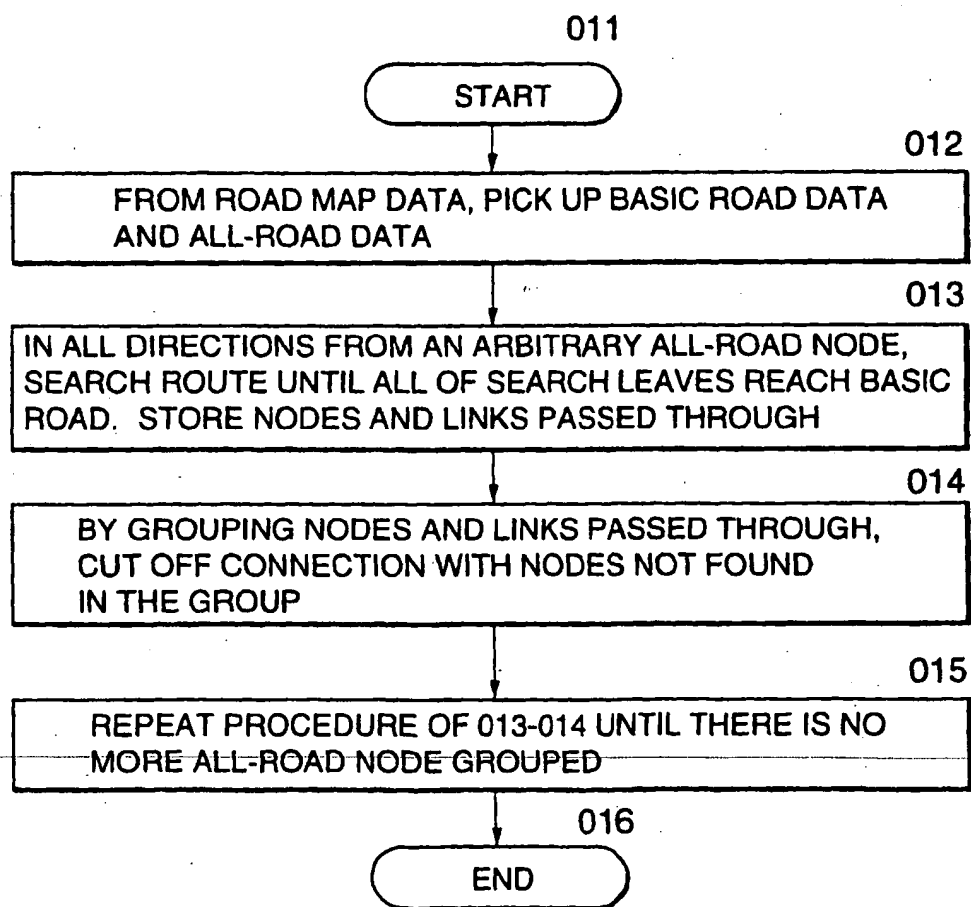 011
START
012
FROM ROAD MAP DATA, PICK UP BASIC ROAD DATA
AND ALL-ROAD DATA
013
IN ALL DIRECTIONS FROM AN ARBITRARY ALL-ROAD NODE,
SEARCH ROUTE UNTIL ALL OF SEARCH LEAVES REACH BASIC
ROAD. STORE NODES AND LINKS PASSED THROUGH
014
BY GROUPING NODES AND LINKS PASSED THROUGH,
CUT OFF CONNECTION WITH NODES NOT FOUND
IN THE GROUP
015
REPEAT PROCEDURE OF 013-014 UNTIL THERE IS NO
MORE ALL-ROAD NODE GROUPED
016
END